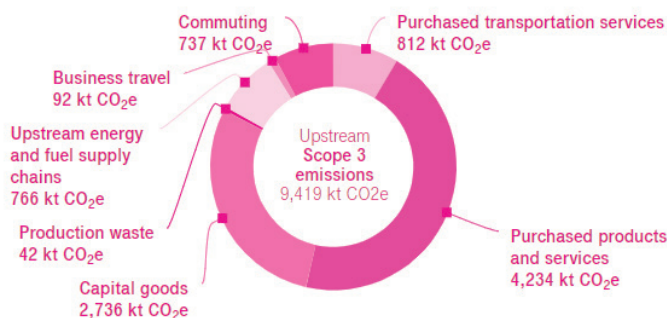 Commuting
737 kt CO₂e
Purchased transportation services
812 kt CO₂e
Business travel
92 kt CO₂e
Upstream energy
and fuel supply
chains
766 kt CO₂e
Upstream
Scope 3
emissions
9,419 kt CO2e
Production waste
42 kt CO₂e
Purchased products
and services
4,234 kt CO₂e
Capital goods
2,736 kt CO₂e